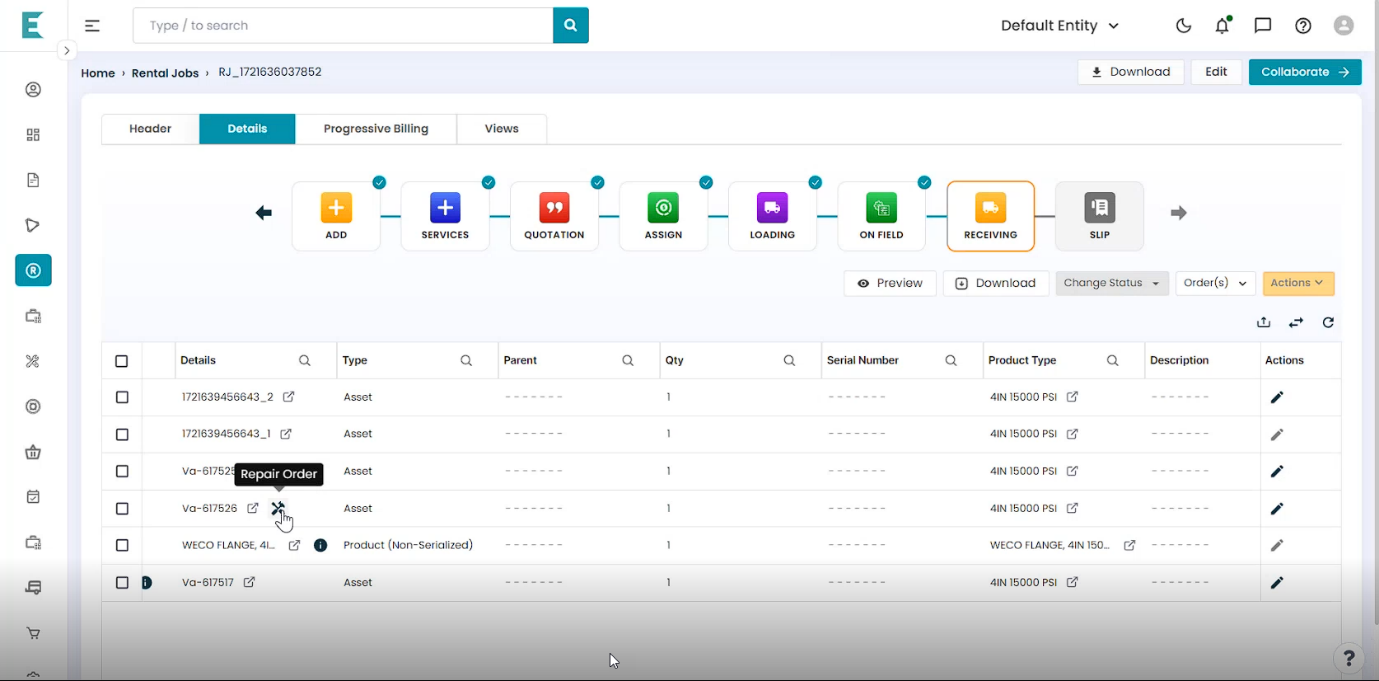 E
Type / to search
Default Entity
Home › Rental Jobs › RJ_1721636037852
Download
Edit
Collaborate
Header
Details
Progressive Billing
Views
ADD
SERVICES
QUOTATION
ASSIGN
LOADING
ON FIELD
RECEIVING
SLIP
Preview
Download
Change Status
Order(s)
Actions
Details Type Parent Qty Serial Number Product Type Description Actions
1721639456643_2 Asset ------- 1 ------- 4IN 15000 PSI -------
1721639456643_1 Asset ------- 1 ------- 4IN 15000 PSI -------
Va-617525 Asset ------- 1 ------- 4IN 15000 PSI -------
Repair Order
Va-617526 Asset ------- 1 ------- 4IN 15000 PSI -------
WECO FLANGE, 4I... Product (Non-Serialized) ------- 1 ------- WECO FLANGE, 4IN 150... -------
Va-617517 Asset ------- 1 ------- 4IN 15000 PSI -------
?